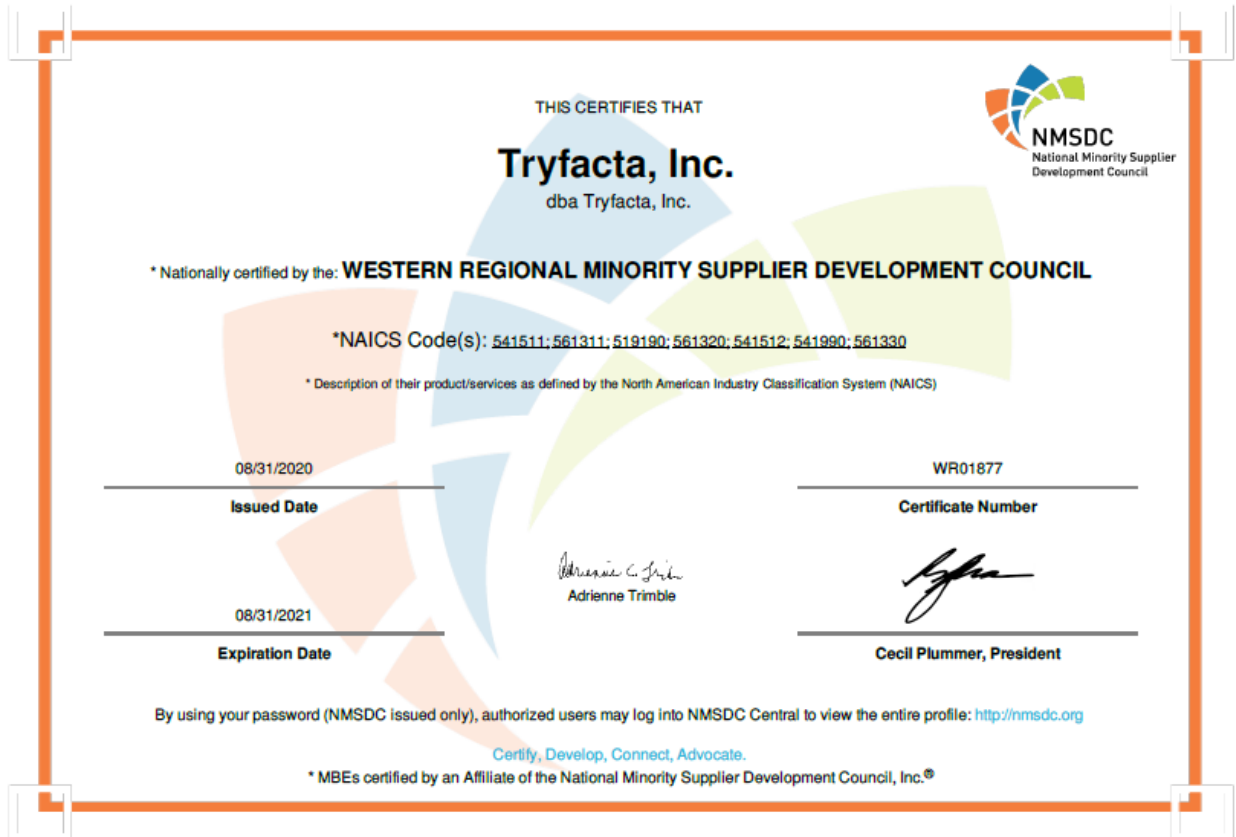 THIS CERTIFIES THAT
NMSDC
National Minority Supplier
Development Council
Tryfacta, Inc.
dba Tryfacta, Inc.
* Nationally certified by the: WESTERN REGIONAL MINORITY SUPPLIER DEVELOPMENT COUNCIL
*NAICS Code(s): 541511; 561311; 519190; 561320; 541512; 541990; 561330
* Description of their product/services as defined by the North American Industry Classification System (NAICS)
08/31/2020
Issued Date
WR01877
Certificate Number
Adrienne C. Trimble
Adrienne Trimble
08/31/2021
Expiration Date
Cecil Plummer, President
By using your password (NMSDC issued only), authorized users may log into NMSDC Central to view the entire profile: http://nmsdc.org
Certify, Develop, Connect, Advocate.
* MBEs certified by an Affiliate of the National Minority Supplier Development Council, Inc.®